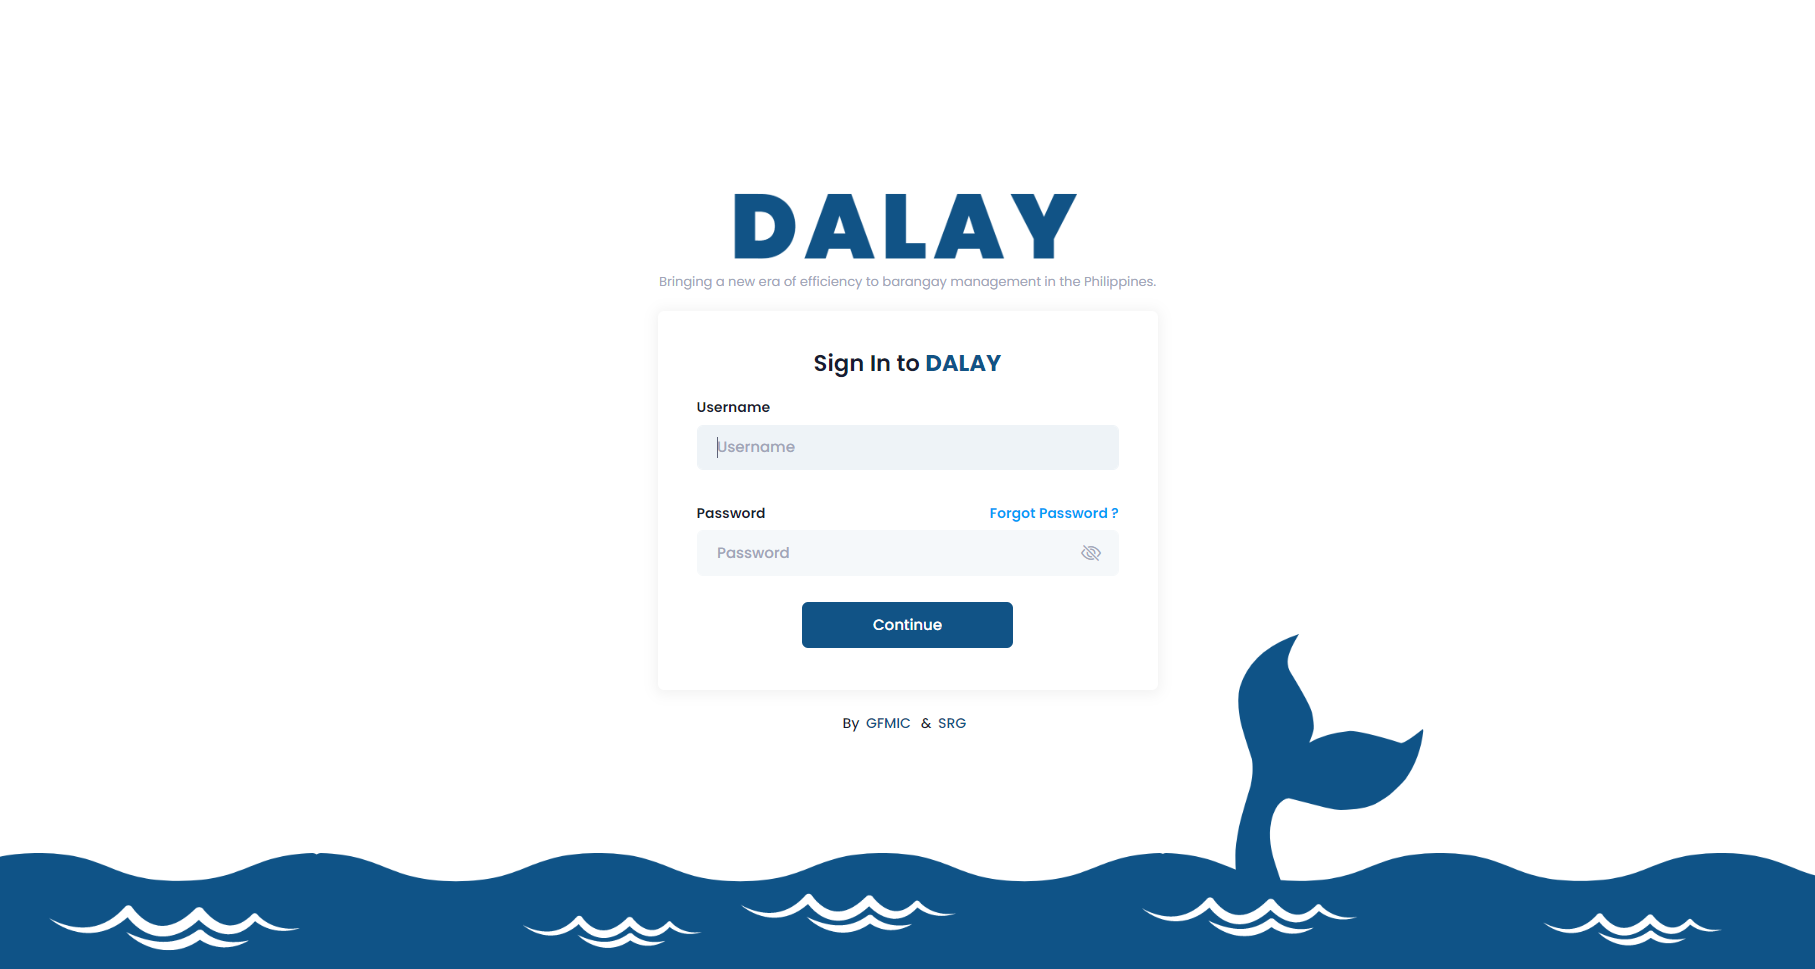 DALAY
Bringing a new era of efficiency to barangay management in the Philippines.
Sign In to DALAY
Username
Username
Password Forgot Password ?
Password
Continue
By GFMIC & SRG